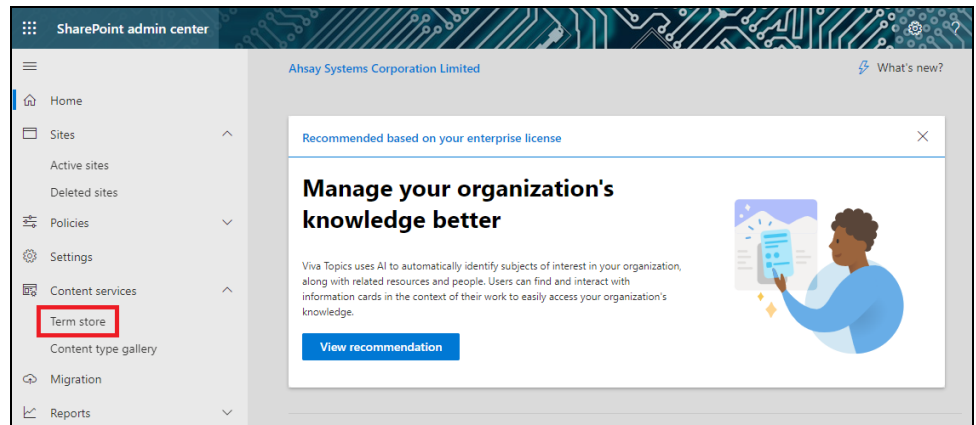 SharePoint admin center
?
Ahsay Systems Corporation Limited
What's new?
Home
Sites
Active sites
Deleted sites
Policies
Settings
Content services
Term store
Content type gallery
Migration
Reports
Recommended based on your enterprise license
Manage your organization's
knowledge better
Viva Topics uses AI to automatically identify subjects of interest in your organization,
along with related resources and people. Users can find and interact with
information cards in the context of their work to easily access your organization's
knowledge.
View recommendation